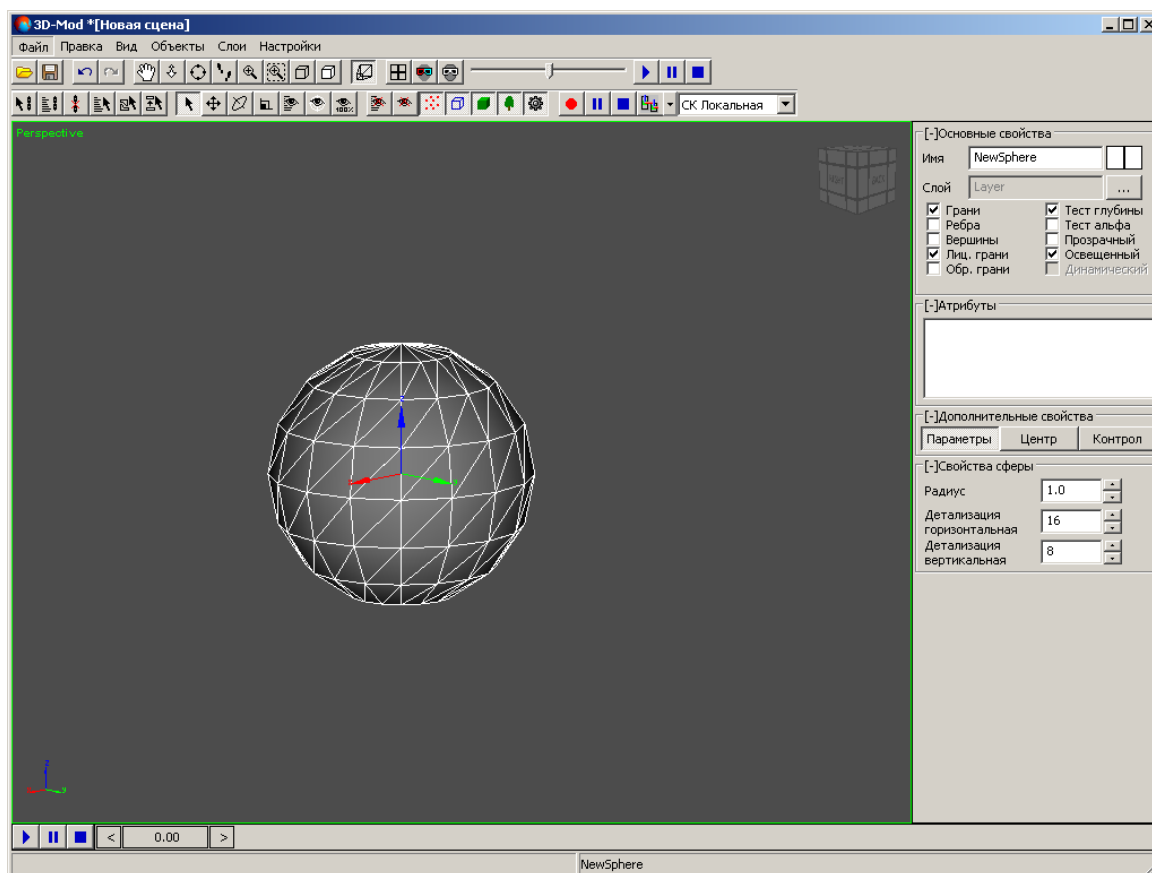 3D-Mod *[Новая сцена]
Файл Правка Вид Объекты Слои Настройки
100%
СК Локальная
Perspective
BACK
[-]Основные свойства
Имя NewSphere
Слой Layer ...
Грани Тест глубины
Ребра Тест альфа
Вершины Прозрачный
Лиц. грани Освещенный
Обр. грани Динамический
[-]Атрибуты
[-]Дополнительные свойства
Параметры Центр Контрол
[-]Свойства сферы
Радиус 1.0
Детализация
горизонтальная 16
Детализация
вертикальная 8
z
< 0.00 >
NewSphere